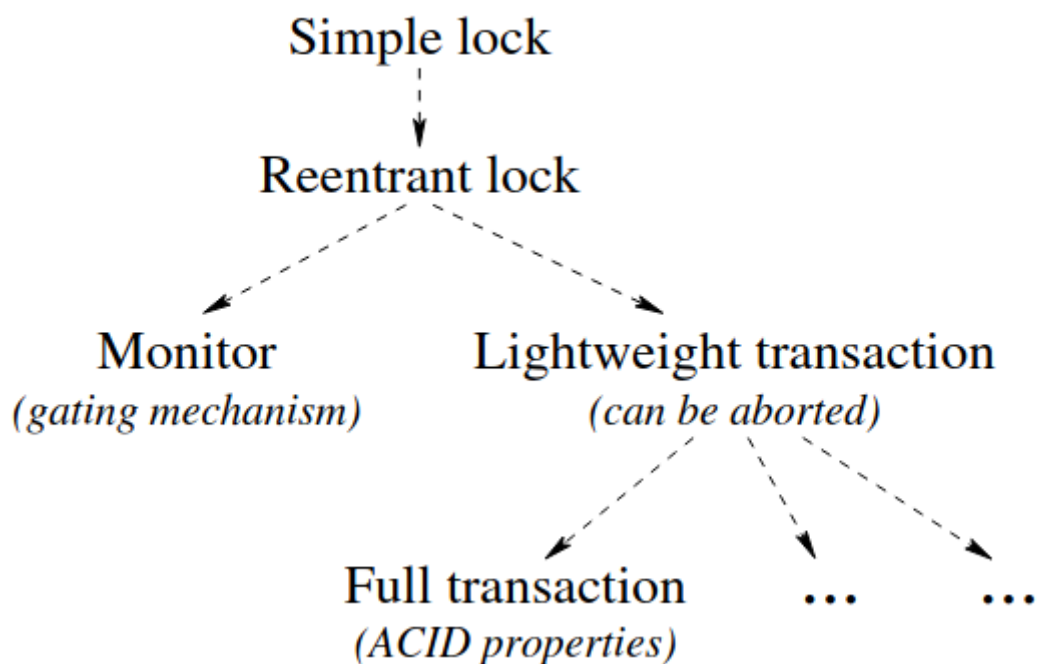 Simple lock
Reentrant lock
Monitor
(gating mechanism)
Lightweight transaction
(can be aborted)
Full transaction
(ACID properties)
...
...